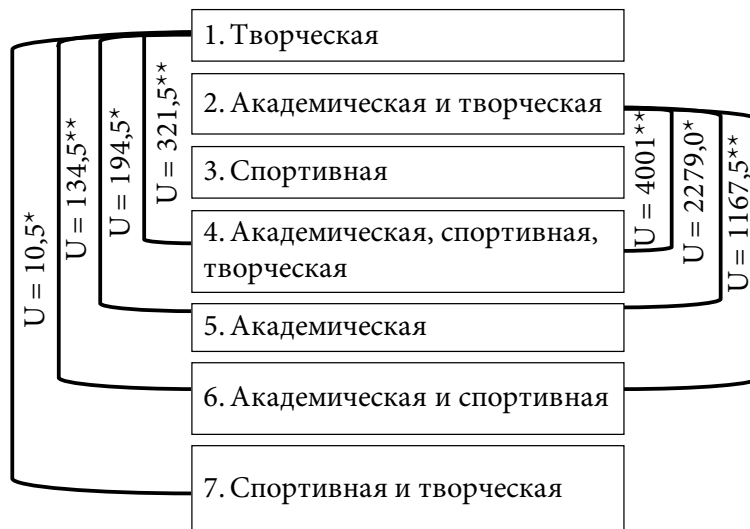 1. Творческая
2. Академическая и творческая
3. Спортивная
4. Академическая, спортивная,
творческая
5. Академическая
6. Академическая и спортивная
7. Спортивная и творческая
U = 10,5*
U = 134,5**
U = 194,5*
U = 321,5**
U = 4001**
U = 2279,0*
U = 1167,5**